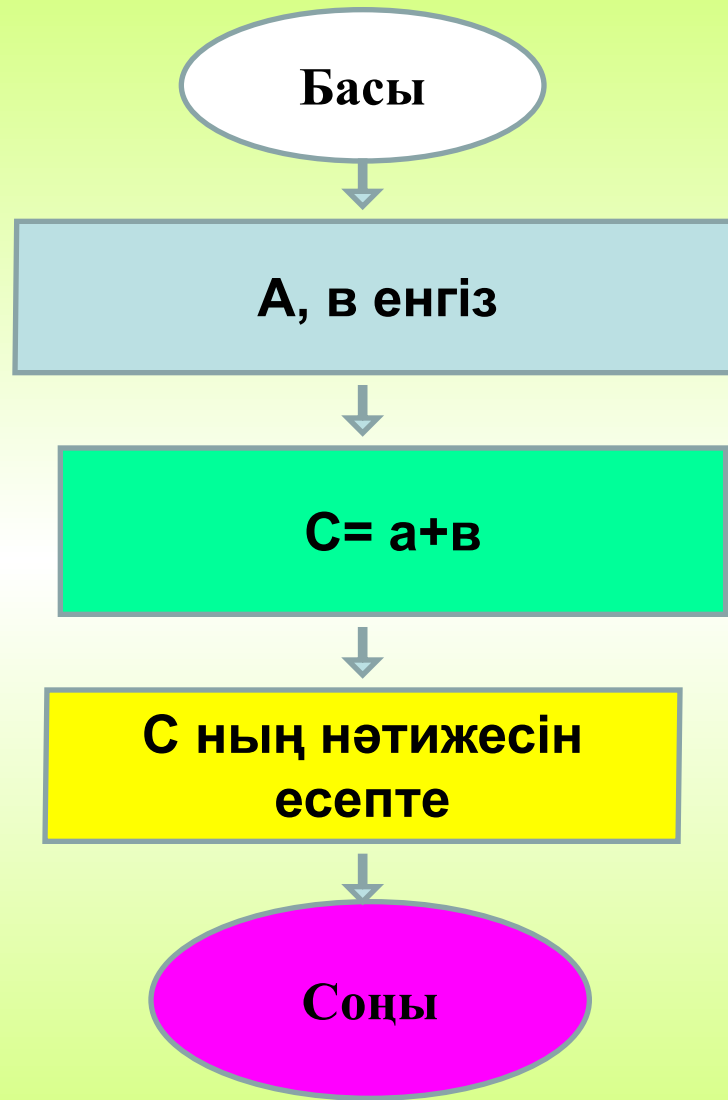 Басы
А, в енгіз
С= а+в
С ның нәтижесін
есепте
Соңы